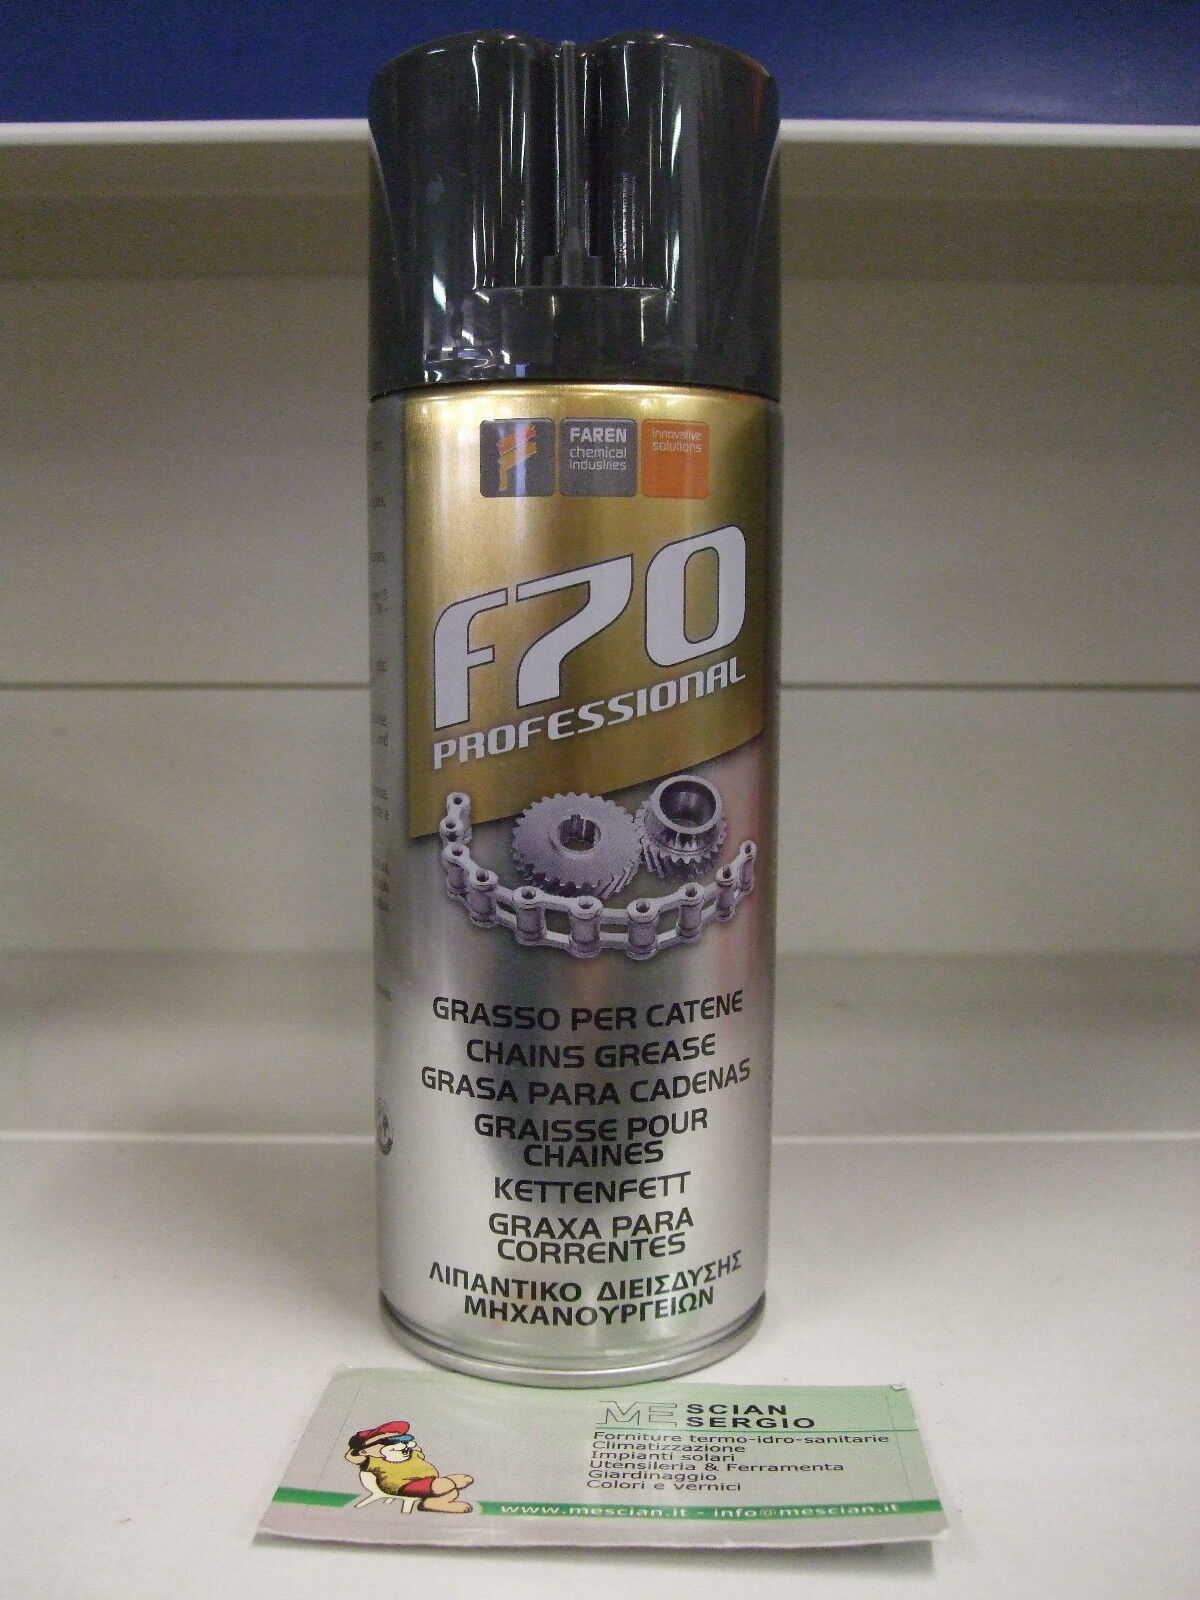 FAREN
chemical
industries
innovative
solutions
F70
PROFESSIONAL
GRASSO PER CATENE
CHAINS GREASE
GRASA PARA CADENAS
GRAISSE POUR
CHAINES
KETTENFETT
GRAXA PARA
CORRENTES
ΛΙΠΑΝΤΙΚΟ ΔΙΕΙΣΔΥΣΗΣ
ΜΗΧΑΝΟΥΡΓΕΙΩΝ
ME SCIAN
SERGIO
Forniture termo-idro-sanitarie
Climatizzazione
Impianti solari
Utensileria & Ferramenta
Giardinaggio
Colori e vernici
www.mescian.it - info@mescian.it